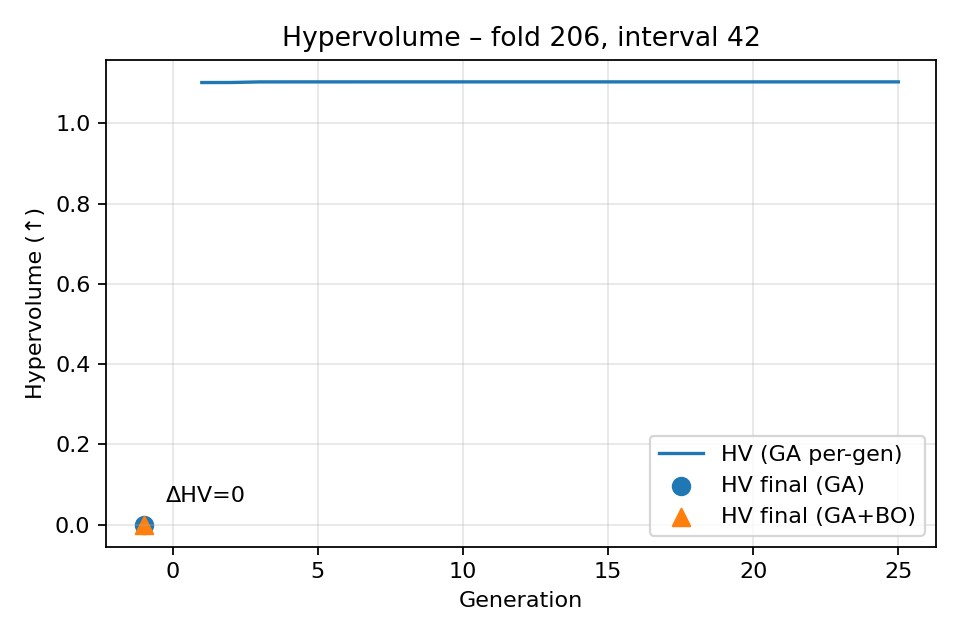 Hypervolume – fold 206, interval 42
Hypervolume (↑)
1.0
0.8
0.6
0.4
0.2
0.0
ΔHV=0
HV (GA per-gen)
HV final (GA)
HV final (GA+BO)
0 5 10 15 20 25
Generation